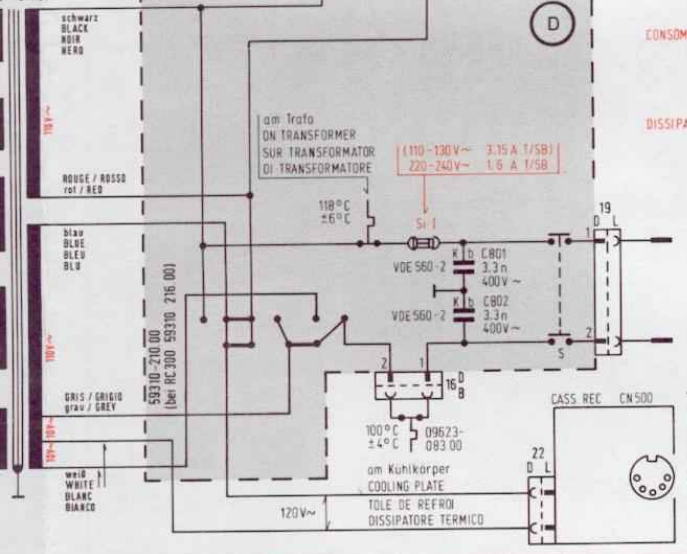 schwarz
BLACK
NOIR
NERO
110V~
ROUGE / ROSSO
rot / RED
blau
BLUE
BLEU
BLU
110V~
GRIS / GRIGIO
grau / GREY
10V~
10V~
weiß
WHITE
BLANC
BIANCO
59310-210.00
(bei RC300 59310 216.00)
D
CONSOM
DISSIPA
am Trafo
ON TRANSFORMER
SUR TRANSFORMATOR
DI TRANSFORMATORE
(110-130V~ 3.15 A T/SB)
220-240V~ 1.6 A T/SB
118°C
±6°C
Si I
19
D L
1
K b C801
VDE 560-2 3.3n
400V~
K b C802
VDE 560-2 3.3n
400V~
2
S
2 1
16 D
B
100°C
±4°C
09623-
083.00
CASS REC CN500
22
D L
am Kühlkörper
COOLING PLATE
TOLE DE REFROI
DISSIPATORE TERMICO
120V~